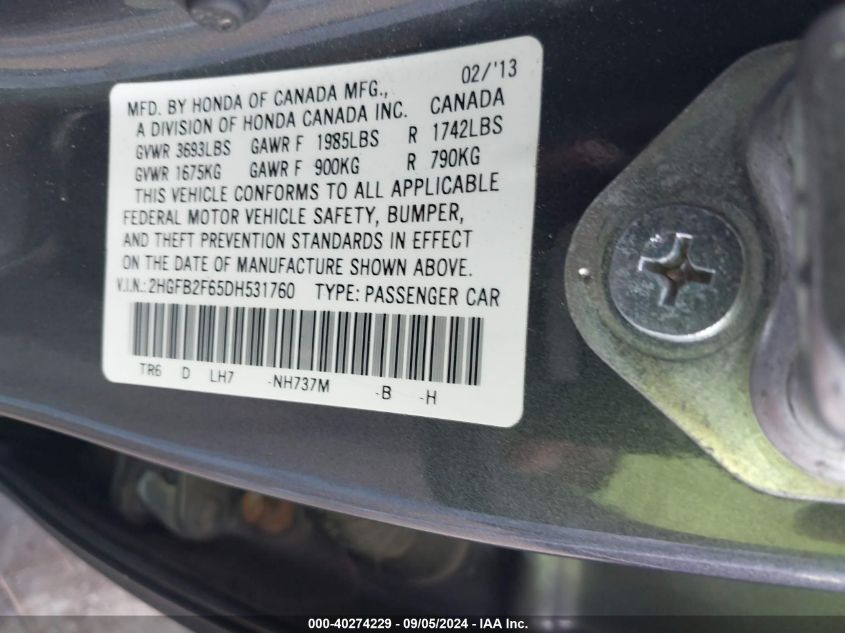 02/'13
MFD. BY HONDA OF CANADA MFG.,
A DIVISION OF HONDA CANADA INC. CANADA
GVWR 3693LBS GAWR F 1985LBS R 1742LBS
GVWR 1675KG GAWR F 900KG R 790KG
THIS VEHICLE CONFORMS TO ALL APPLICABLE
FEDERAL MOTOR VEHICLE SAFETY, BUMPER,
AND THEFT PREVENTION STANDARDS IN EFFECT
ON THE DATE OF MANUFACTURE SHOWN ABOVE.
V.I.N.: 2HGFB2F65DH531760 TYPE: PASSENGER CAR
TR6 D LH7 -NH737M -B -H
000-40274229 - 09/05/2024 - IAA Inc.